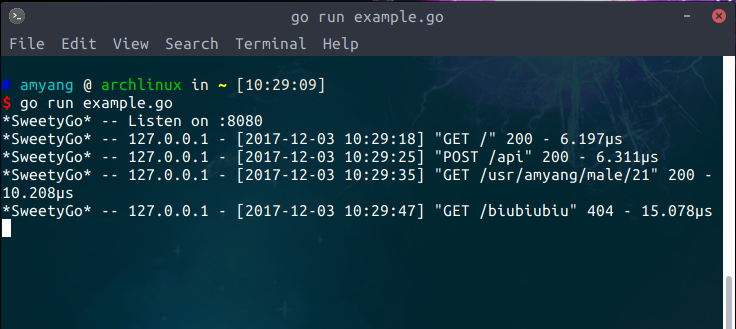 go run example.go
File Edit View Search Terminal Help
# amyang @ archlinux in ~ [10:29:09]
$ go run example.go
*SweetyGo* -- Listen on :8080
*SweetyGo* -- 127.0.0.1 - [2017-12-03 10:29:18] "GET /" 200 - 6.197µs
*SweetyGo* -- 127.0.0.1 - [2017-12-03 10:29:25] "POST /api" 200 - 6.311µs
*SweetyGo* -- 127.0.0.1 - [2017-12-03 10:29:35] "GET /usr/amyang/male/21" 200 -
10.208µs
*SweetyGo* -- 127.0.0.1 - [2017-12-03 10:29:47] "GET /biubiubiu" 404 - 15.078µs